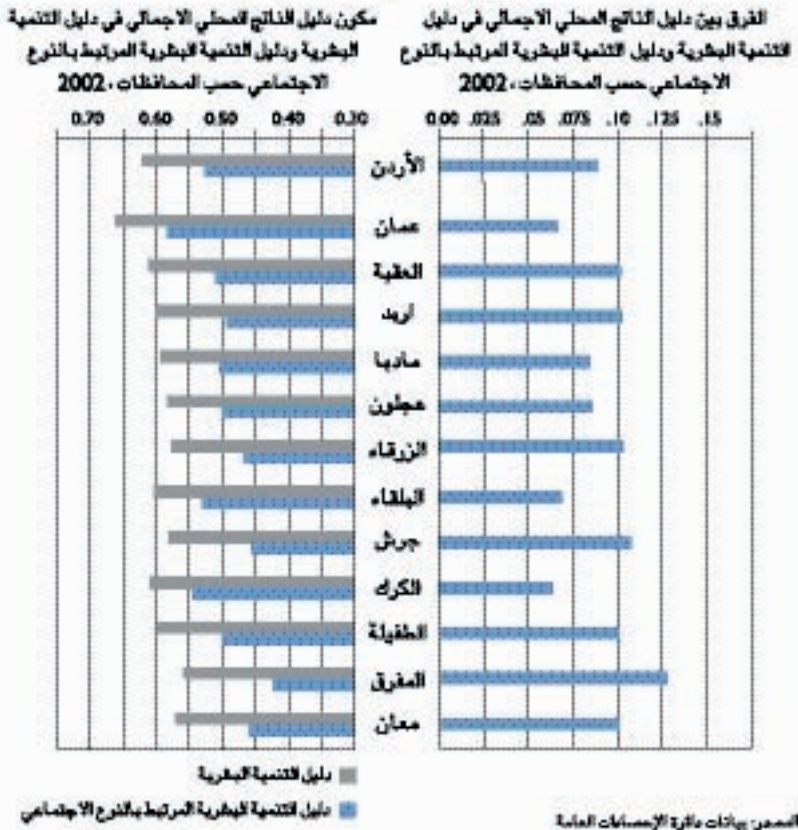 الفرق بين دليل الناتج المحلي الاجمالي في دليل
التنمية البشرية ودليل التنمية البشرية المرتبط بالنوع
الاجتماعي حسب المحافظات، 2002
مكون دليل الناتج المحلي الاجمالي في دليل التنمية
البشرية ودليل التنمية البشرية المرتبط بالنوع
الاجتماعي حسب المحافظات، 2002
0.00 .025 .05 .075 .10 .125 .15
0.70 0.60 0.50 0.40 0.30
الأردن
عمان
العقبة
اربد
مادبا
عجلون
الزرقاء
البلقاء
جرش
الكرك
الطفيلة
المفرق
معان
دليل التنمية البشرية
دليل التنمية البشرية المرتبط بالنوع الاجتماعي
المصدر: بيانات دائرة الإحصاءات العامة